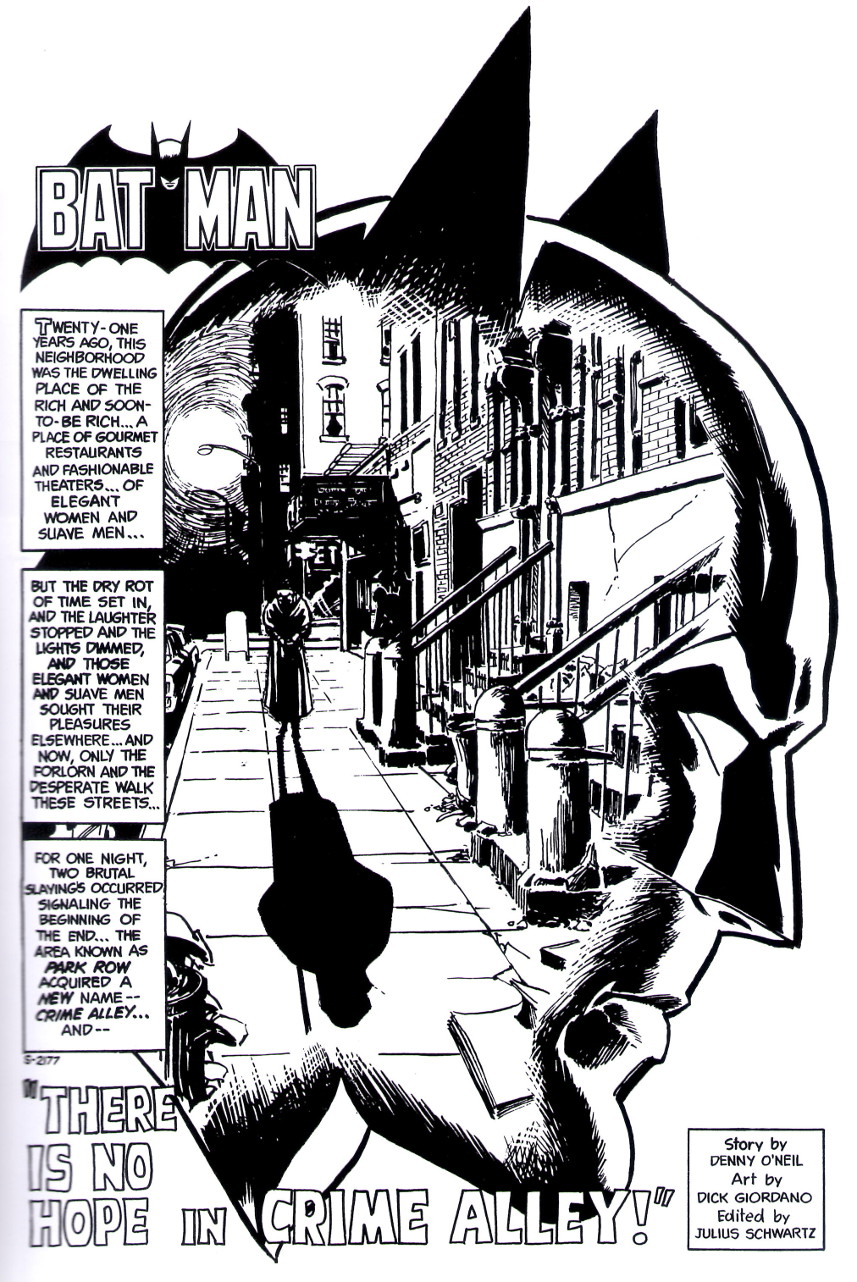 BATMAN
TWENTY-ONE
YEARS AGO, THIS
NEIGHBORHOOD
WAS THE DWELLING
PLACE OF THE
RICH AND SOON-
TO-BE RICH... A
PLACE OF GOURMET
RESTAURANTS
AND FASHIONABLE
THEATERS... OF
ELEGANT
WOMEN AND
SUAVE MEN...
BUT THE DRY ROT
OF TIME SET IN,
AND THE LAUGHTER
STOPPED AND THE
LIGHTS DIMMED,
AND THOSE
ELEGANT WOMEN
AND SUAVE MEN
SOUGHT THEIR
PLEASURES
ELSEWHERE... AND
NOW, ONLY THE
FORLORN AND THE
DESPERATE WALK
THESE STREETS...
FOR ONE NIGHT,
TWO BRUTAL
SLAYING'S OCCURRED
SIGNALING THE
BEGINNING OF
THE END... THE
AREA KNOWN AS
PARK ROW
ACQUIRED A
NEW NAME--
CRIME ALLEY...
AND--
S-2177
"THERE
IS NO
HOPE IN CRIME ALLEY!"
Story by
DENNY O'NEIL
Art by
DICK GIORDANO
Edited by
JULIUS SCHWARTZ